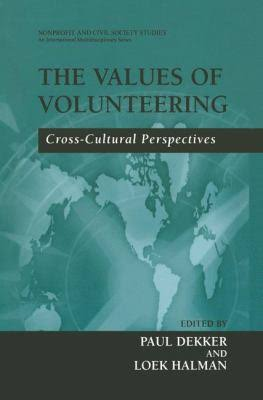 NONPROFIT AND CIVIL SOCIETY STUDIES
An International Multidisciplinary Series
THE VALUES OF
VOLUNTEERING
Cross-Cultural Perspectives
EDITED BY
PAUL DEKKER
AND
LOEK HALMAN